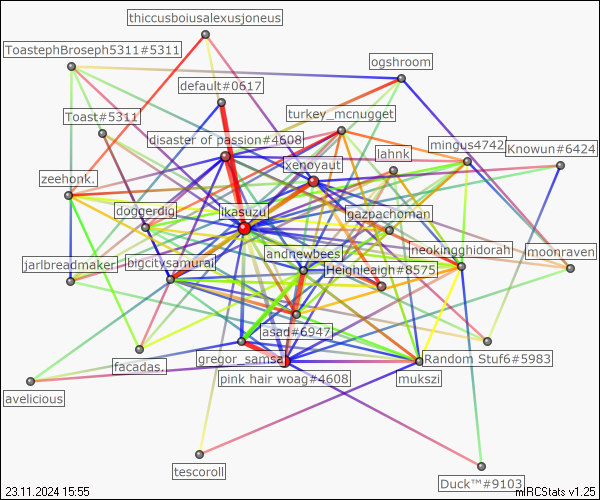 thiccusboiusalexusjoneus
ToastephBroseph5311#5311
ogshroom
default#0617
Toast#5311
turkey_mcnugget
disaster of passion#4608
mingus4742
Knowun#6424
lahnk
xenoyaut
zeehonk.
doggerdig
ikasuzu
gazpachoman
andnewbees
neokingghidorah
moonraven
jarlbreadmaker
bigcitysamurai
Heighleigh#8575
asad#6947
facadas.
gregor_samsa
Random Stuf6#5983
pink hair woag#4608
mukszi
avelicious
tescoroll
Duck™#9103
23.11.2024 15:55
mIRCStats v1.25